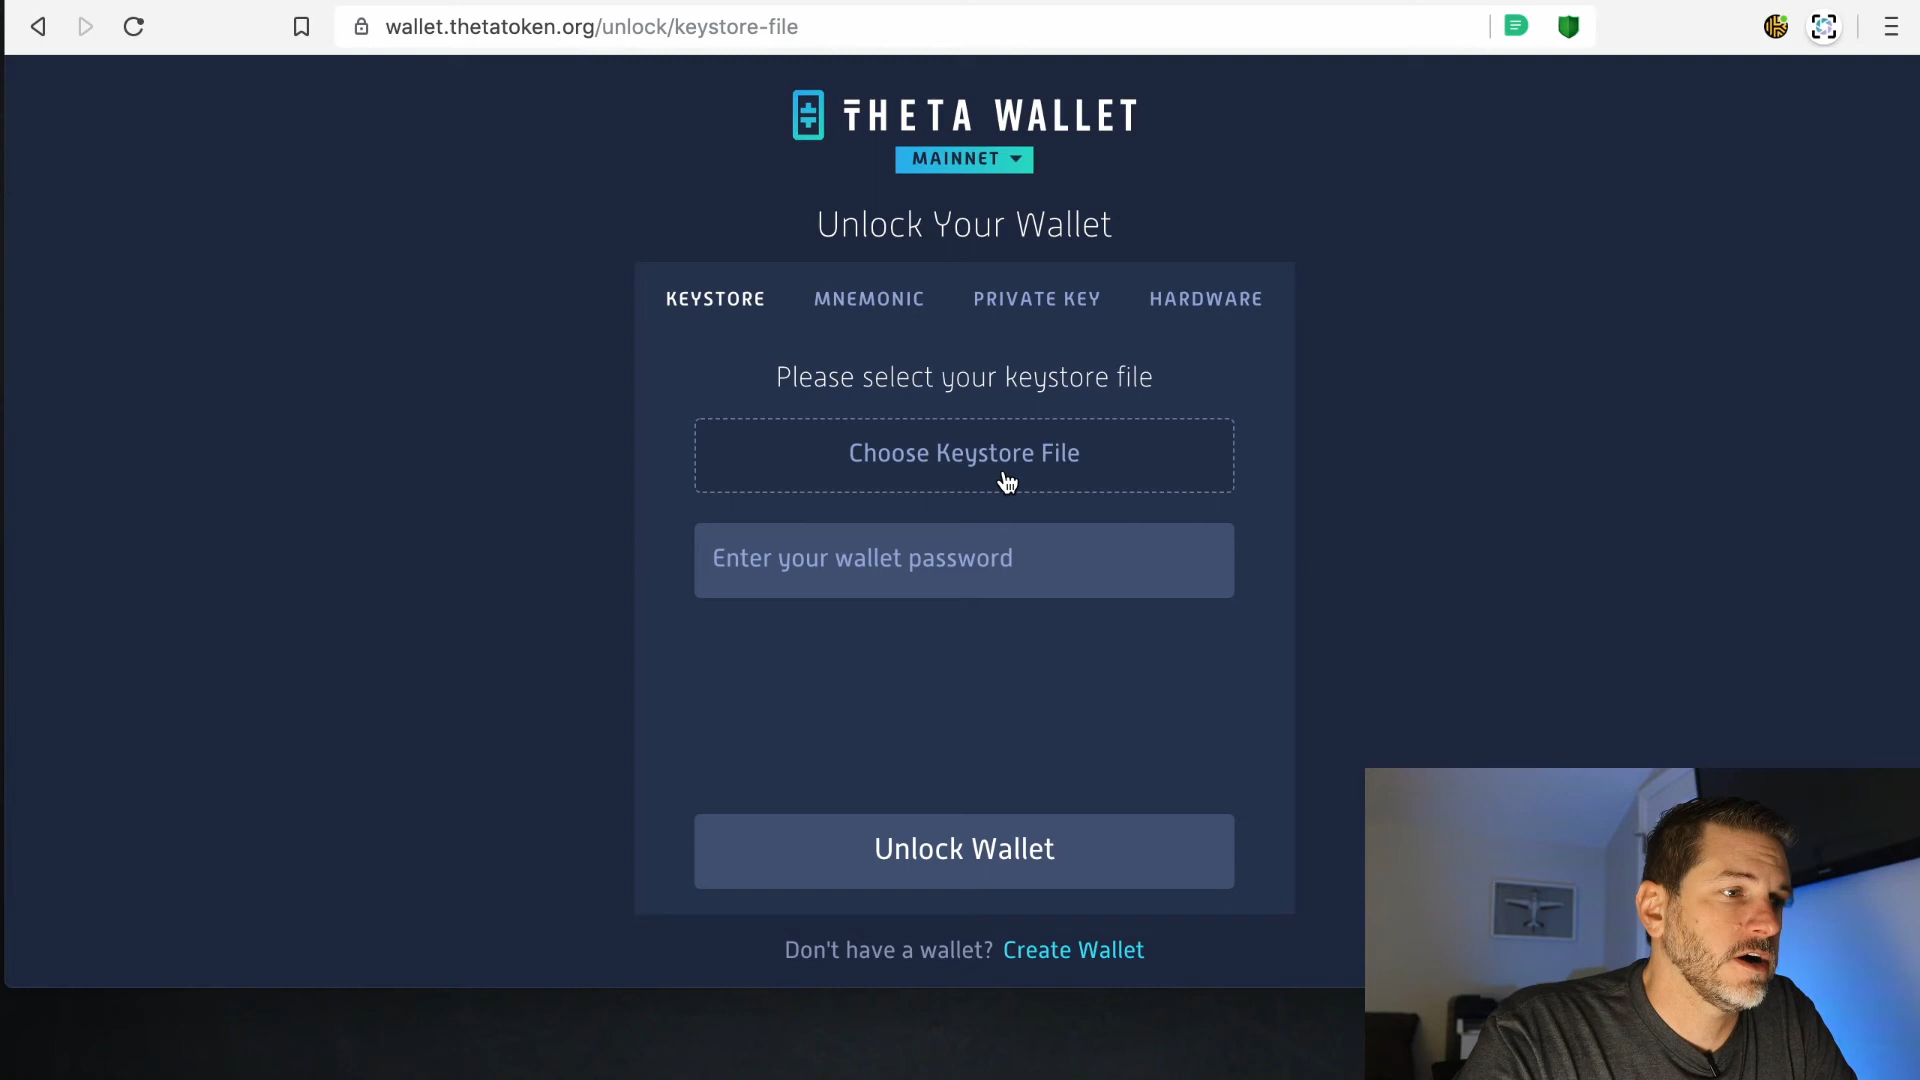 wallet.thetatoken.org/unlock/keystore-file
THETA WALLET
MAINNET
Unlock Your Wallet
KEYSTORE MNEMONIC PRIVATE KEY HARDWARE
Please select your keystore file
Choose Keystore File
Enter your wallet password
Unlock Wallet
Don't have a wallet? Create Wallet